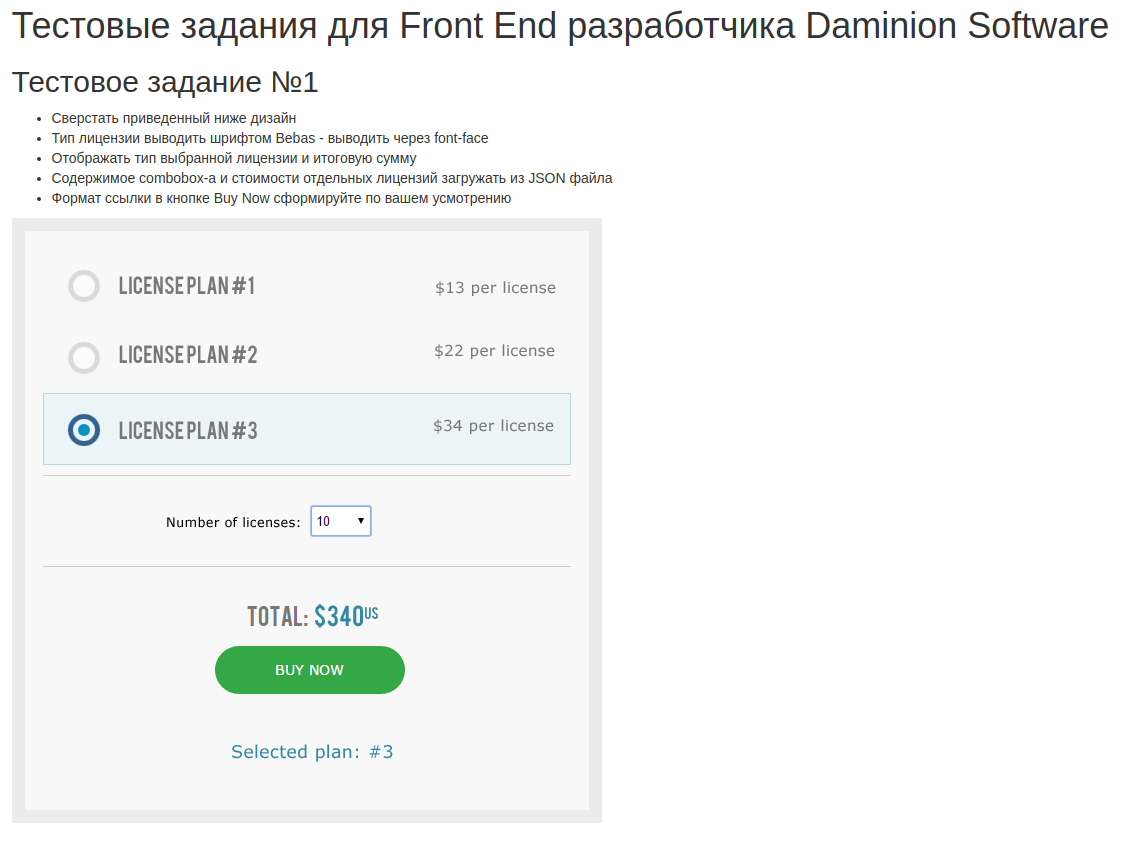 Тестовые задания для Front End разработчика Daminion Software
Тестовое задание №1
• Сверстать приведенный ниже дизайн
• Тип лицензии выводить шрифтом Bebas - выводить через font-face
• Отображать тип выбранной лицензии и итоговую сумму
• Содержимое combobox-а и стоимости отдельных лицензий загружать из JSON файла
• Формат ссылки в кнопке Buy Now сформируйте по вашем усмотрению
LICENSE PLAN #1 $13 per license
LICENSE PLAN #2 $22 per license
LICENSE PLAN #3 $34 per license
Number of licenses: 10
TOTAL: $340US
BUY NOW
Selected plan: #3